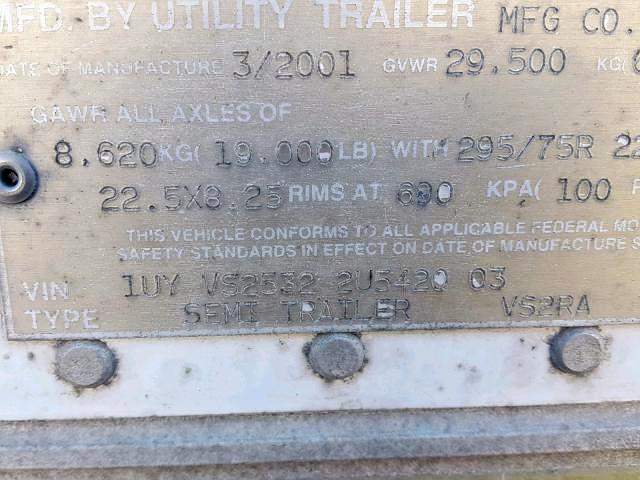 MFD. BY UTILITY TRAILER MFG CO.
DATE OF MANUFACTURE 3/2001 GVWR 29.500 KG(
GAWR ALL AXLES OF
8.620 KG( 19.000 LB) WITH 295/75R 22
22.5X8.25 RIMS AT 690 KPA( 100 P
THIS VEHICLE CONFORMS TO ALL APPLICABLE FEDERAL MO
SAFETY STANDARDS IN EFFECT ON DATE OF MANUFACTURE S
VIN 1UY VS2532 2U5420 03
TYPE SEMI TRAILER VS2RA